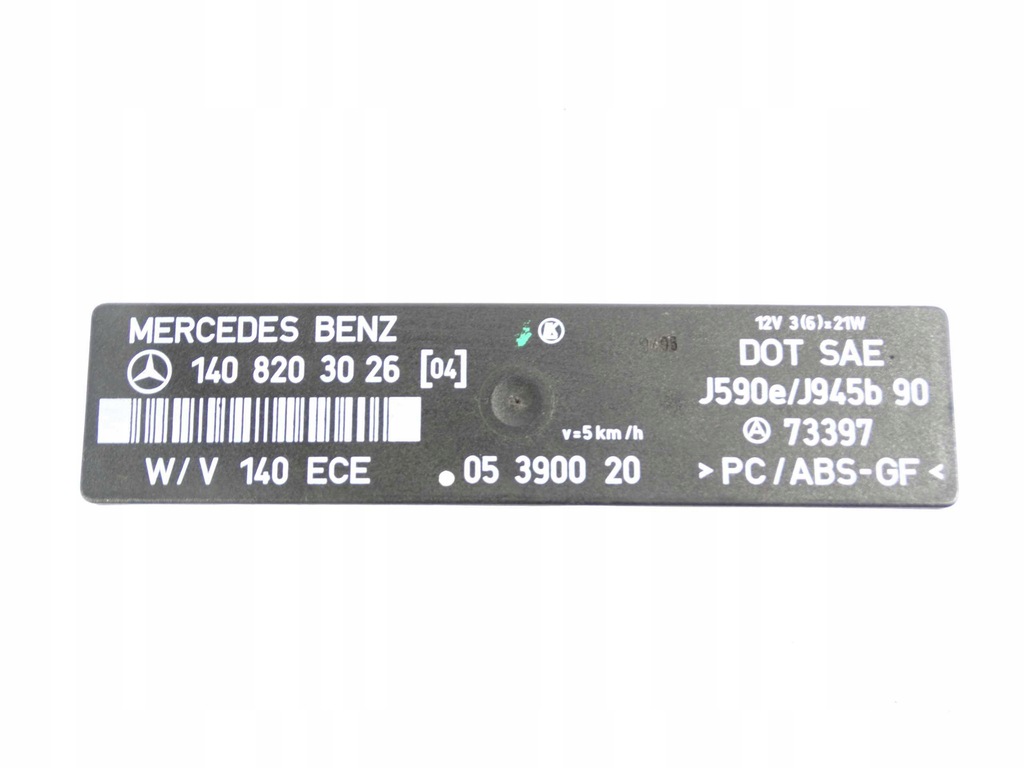 MERCEDES BENZ
140 820 30 26 [04]
W/V 140 ECE
v=5 km/h
05 3900 20
12V 3(6)=21W
DOT SAE
J590e/J945b 90
A 73397
>PC/ABS-GF<